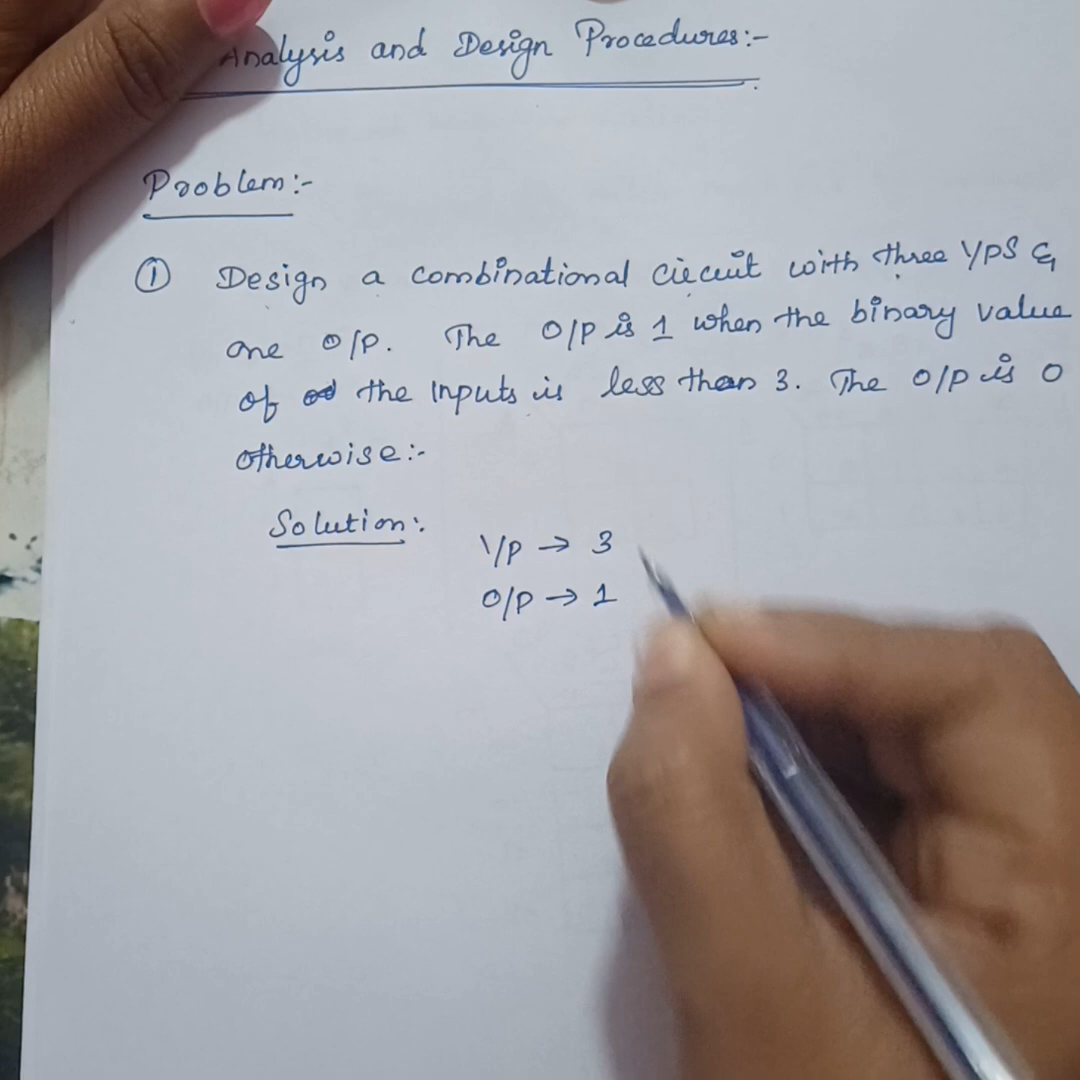 Analysis and Design Procedures:-
Problem:-
① Design a combinational circuit with three I/PS &
one O/P. The O/P is 1 when the binary value
of the Inputs is less than 3. The O/P is 0
otherwise:-
Solution:
I/P → 3
O/P → 1